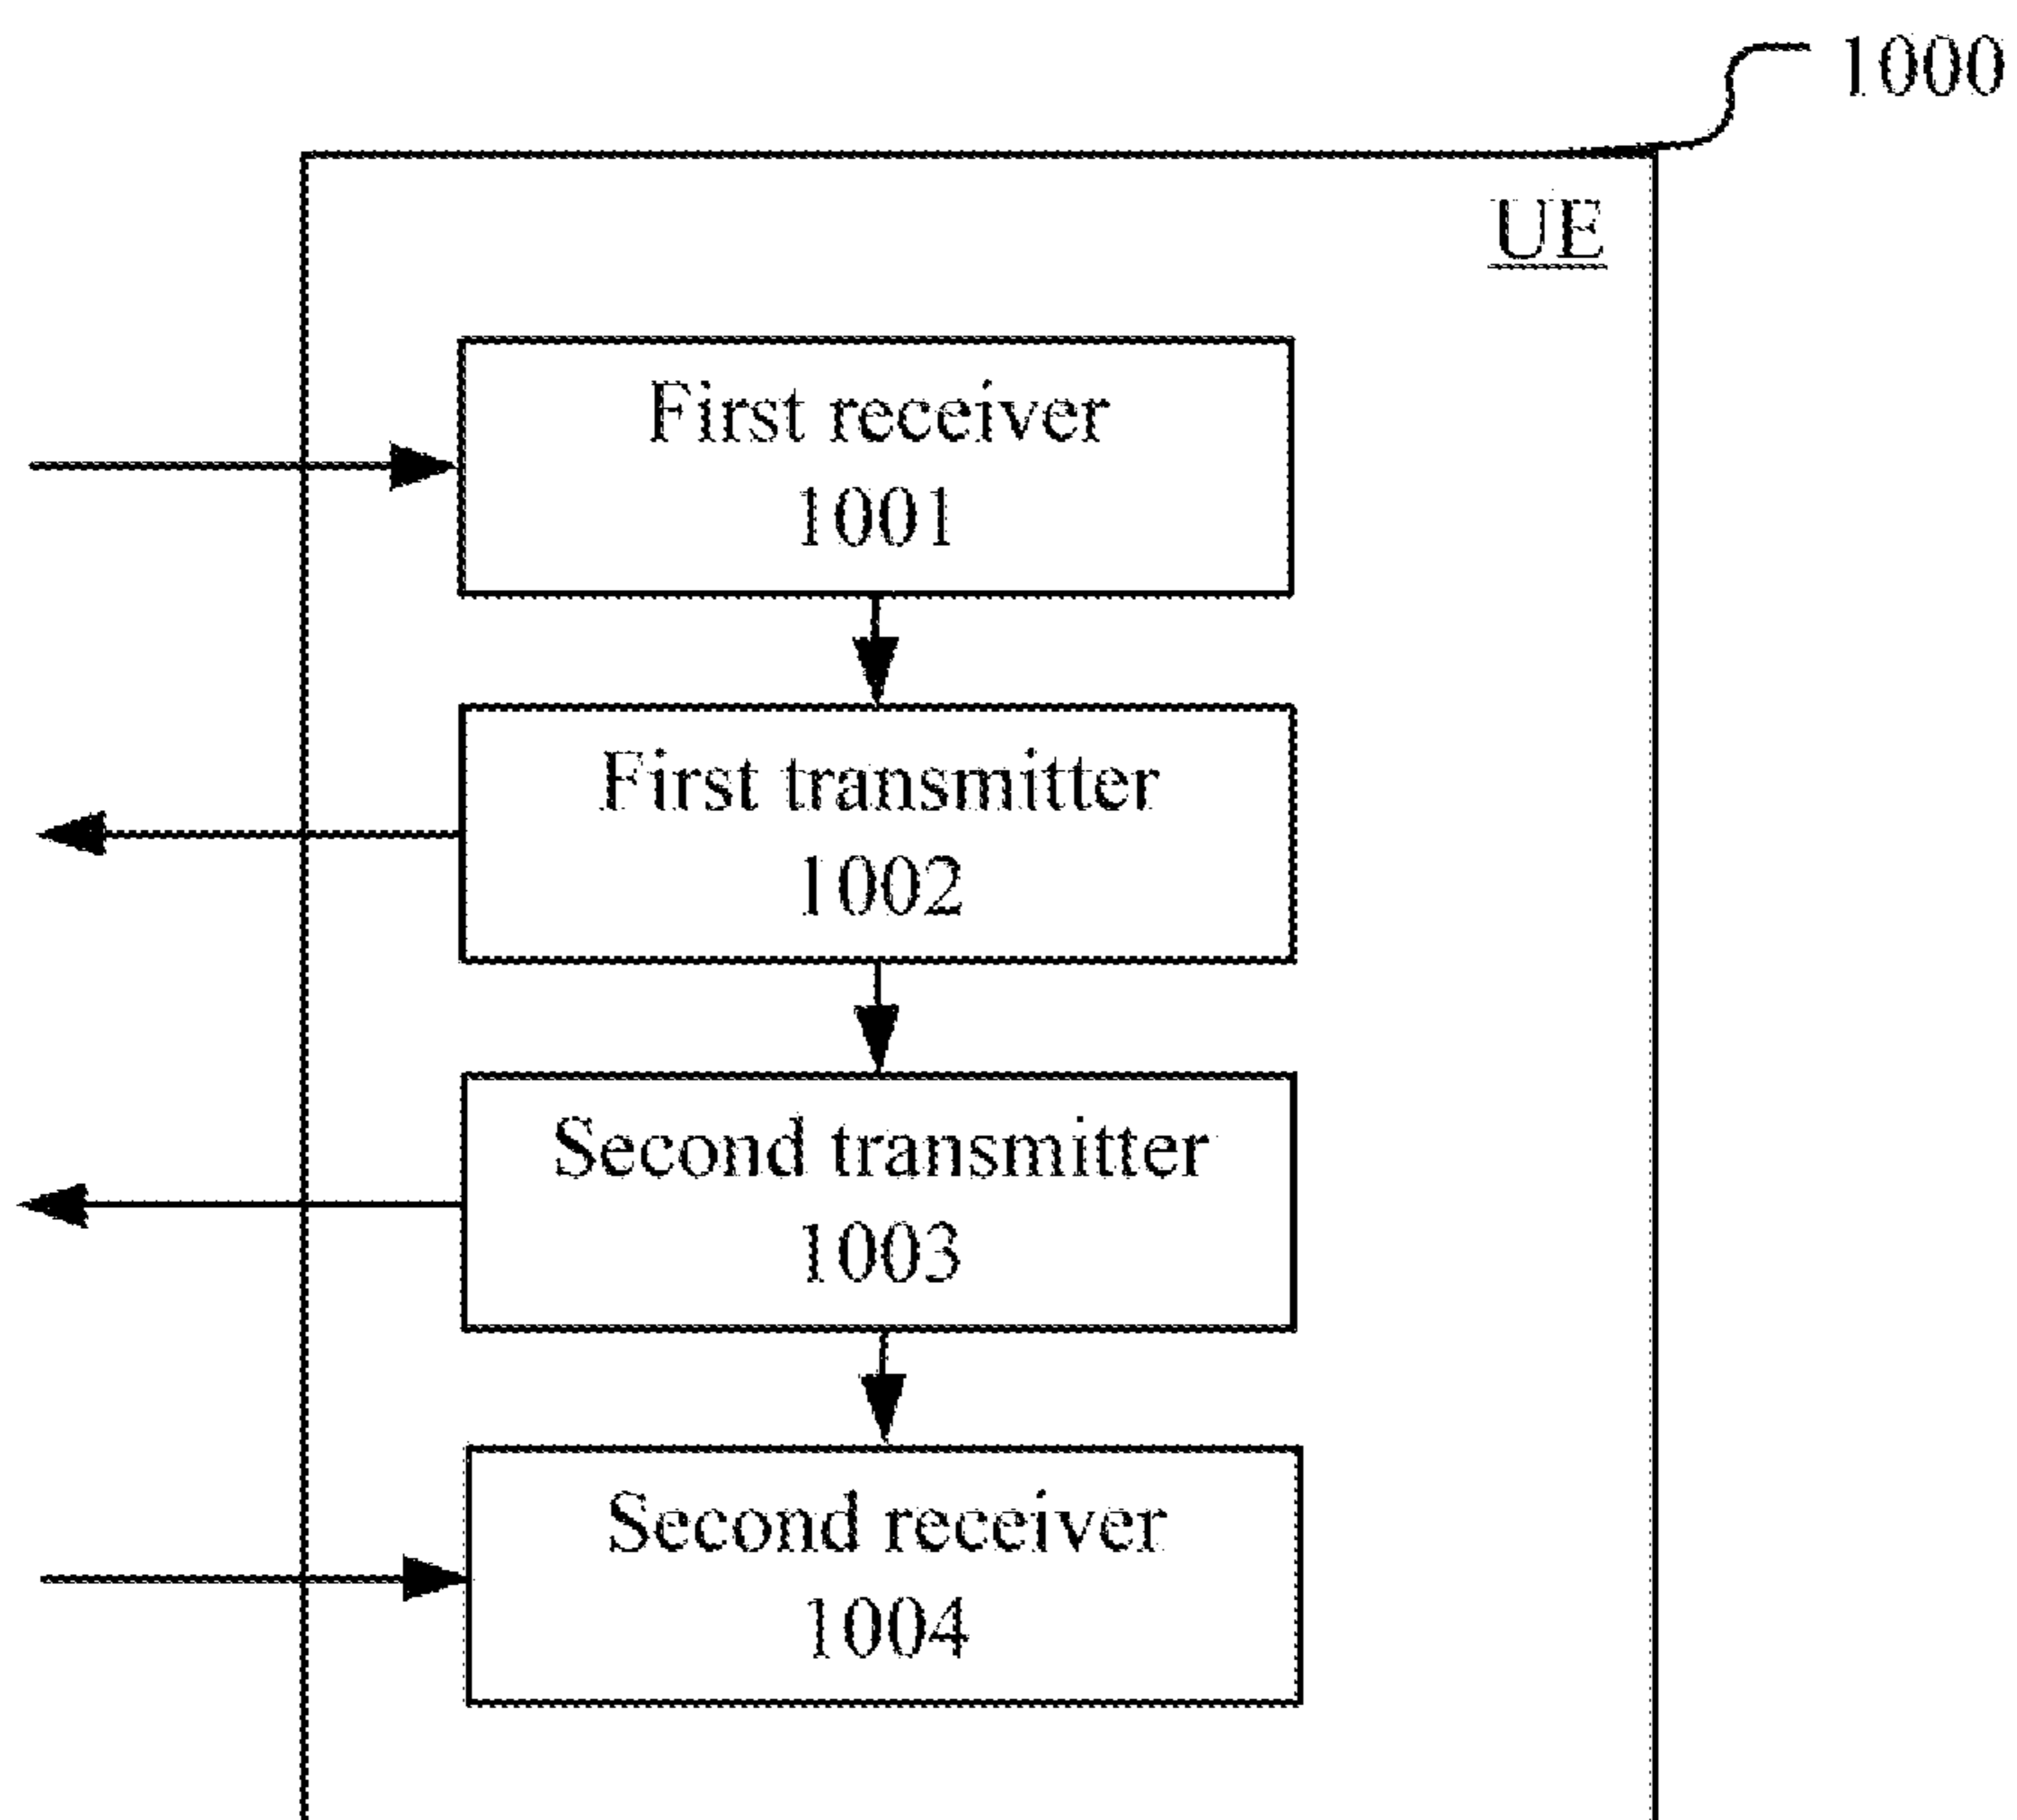 1000
UE
First receiver
1001
First transmitter
1002
Second transmitter
1003
Second receiver
1004